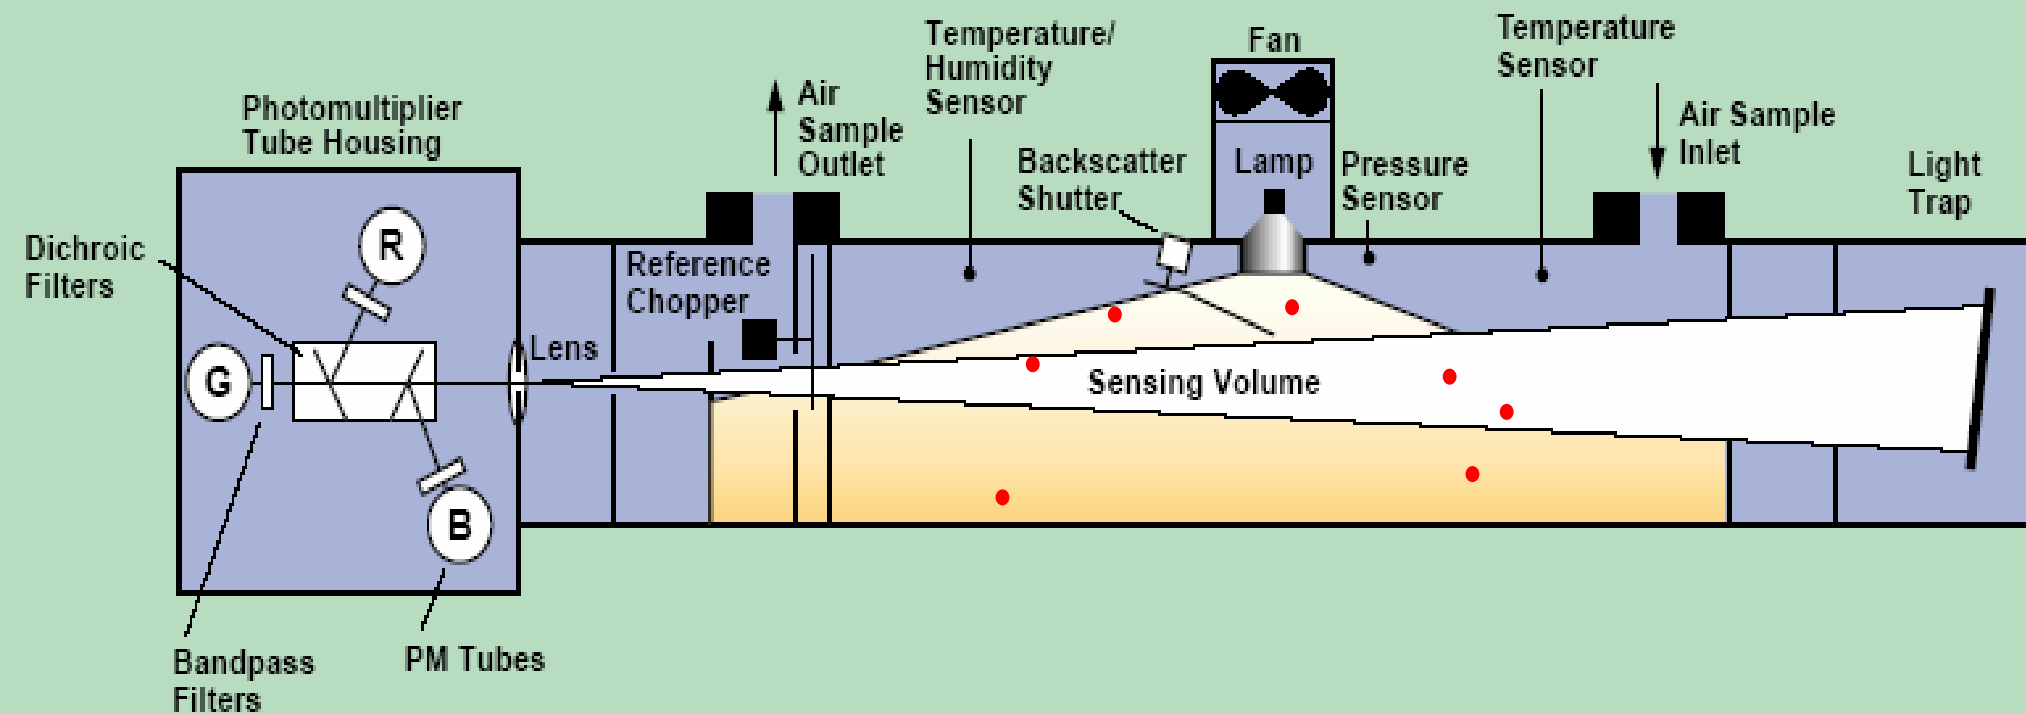 Photomultiplier
Tube Housing
Air
Sample
Outlet
Temperature/
Humidity
Sensor
Fan
Temperature
Sensor
Air Sample
Inlet
Light
Trap
Backscatter
Shutter
Lamp
Pressure
Sensor
Dichroic
Filters
R
Reference
Chopper
Lens
G
Sensing Volume
B
Bandpass
Filters
PM Tubes